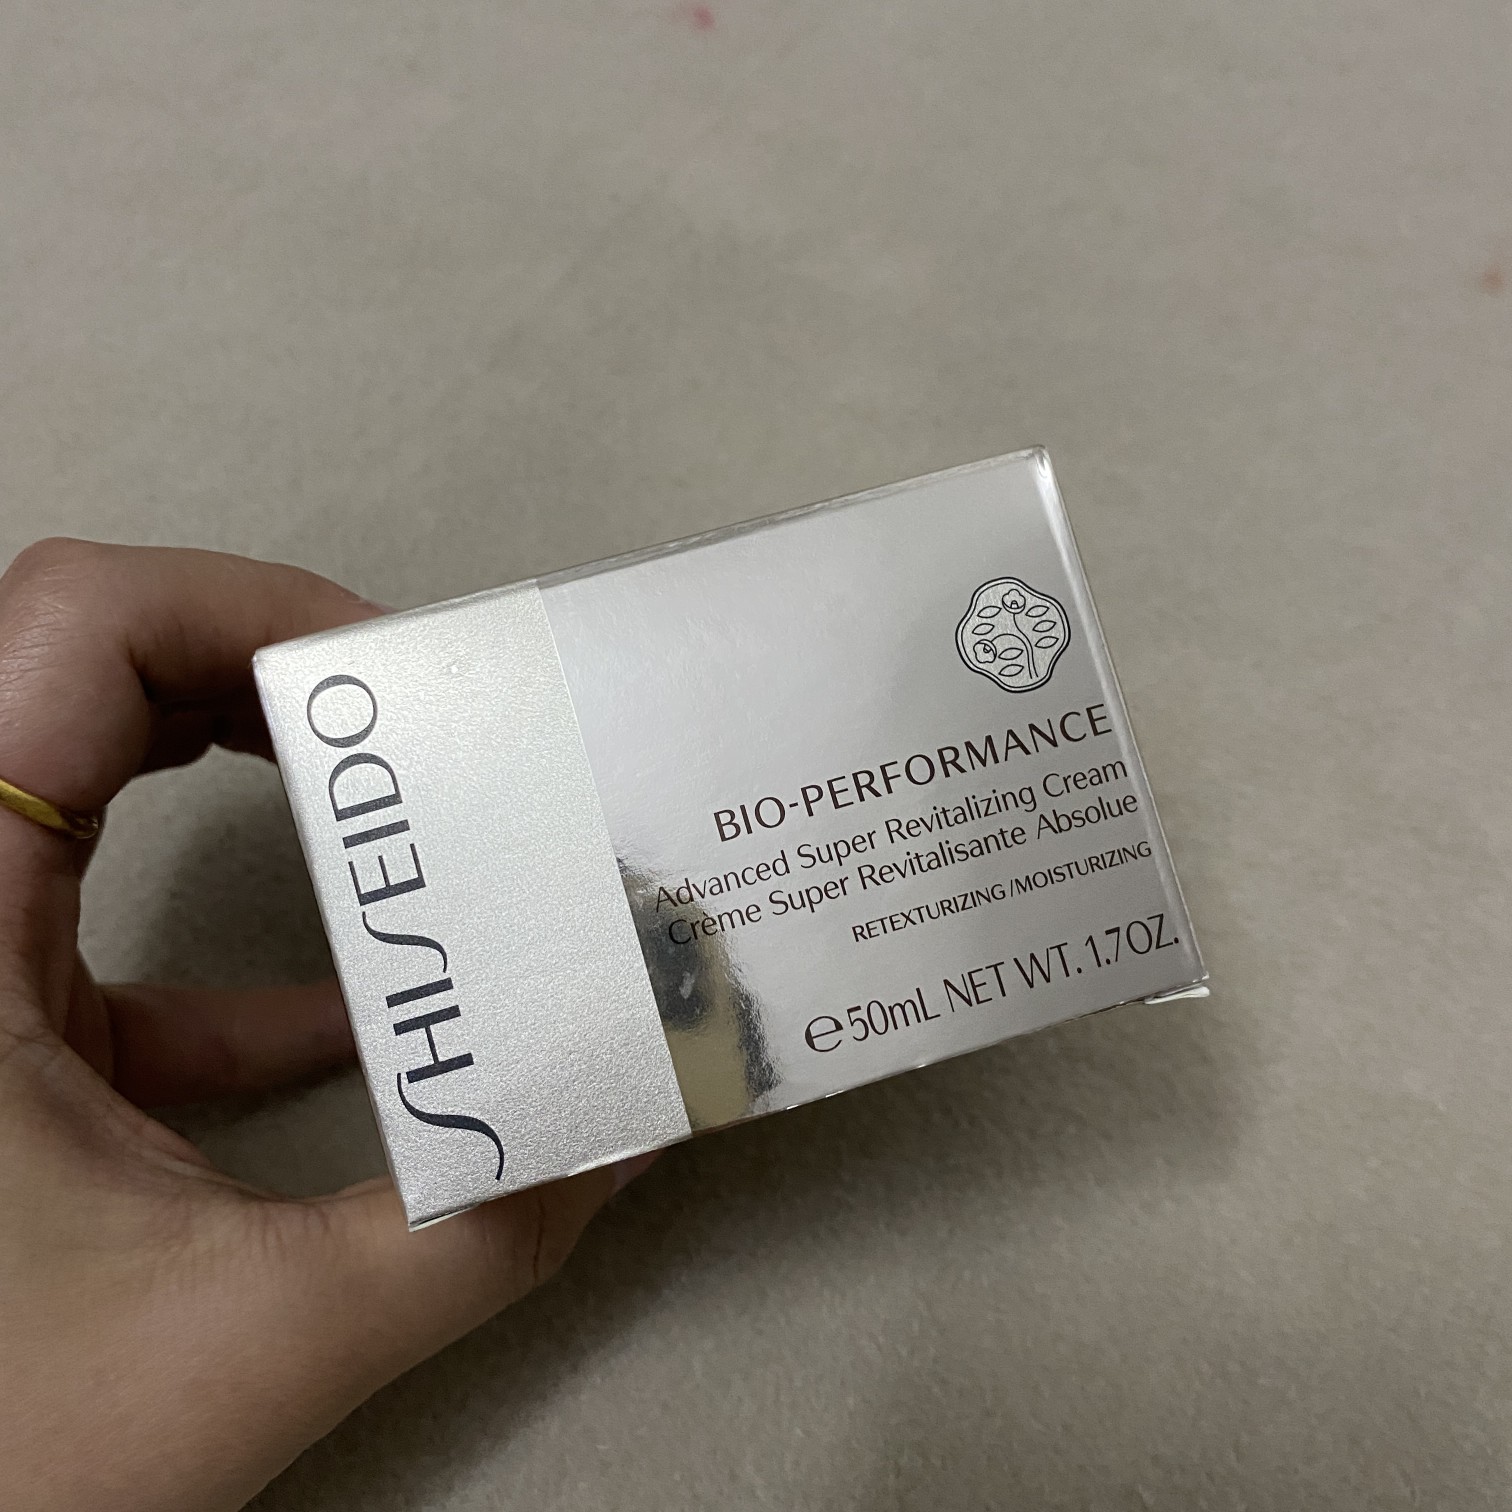 SHISEIDO
BIO-PERFORMANCE
Advanced Super Revitalizing Cream
Crème Super Revitalisante Absolue
RETEXTURIZING/MOISTURIZING
℮50mL NET WT. 1.7OZ.